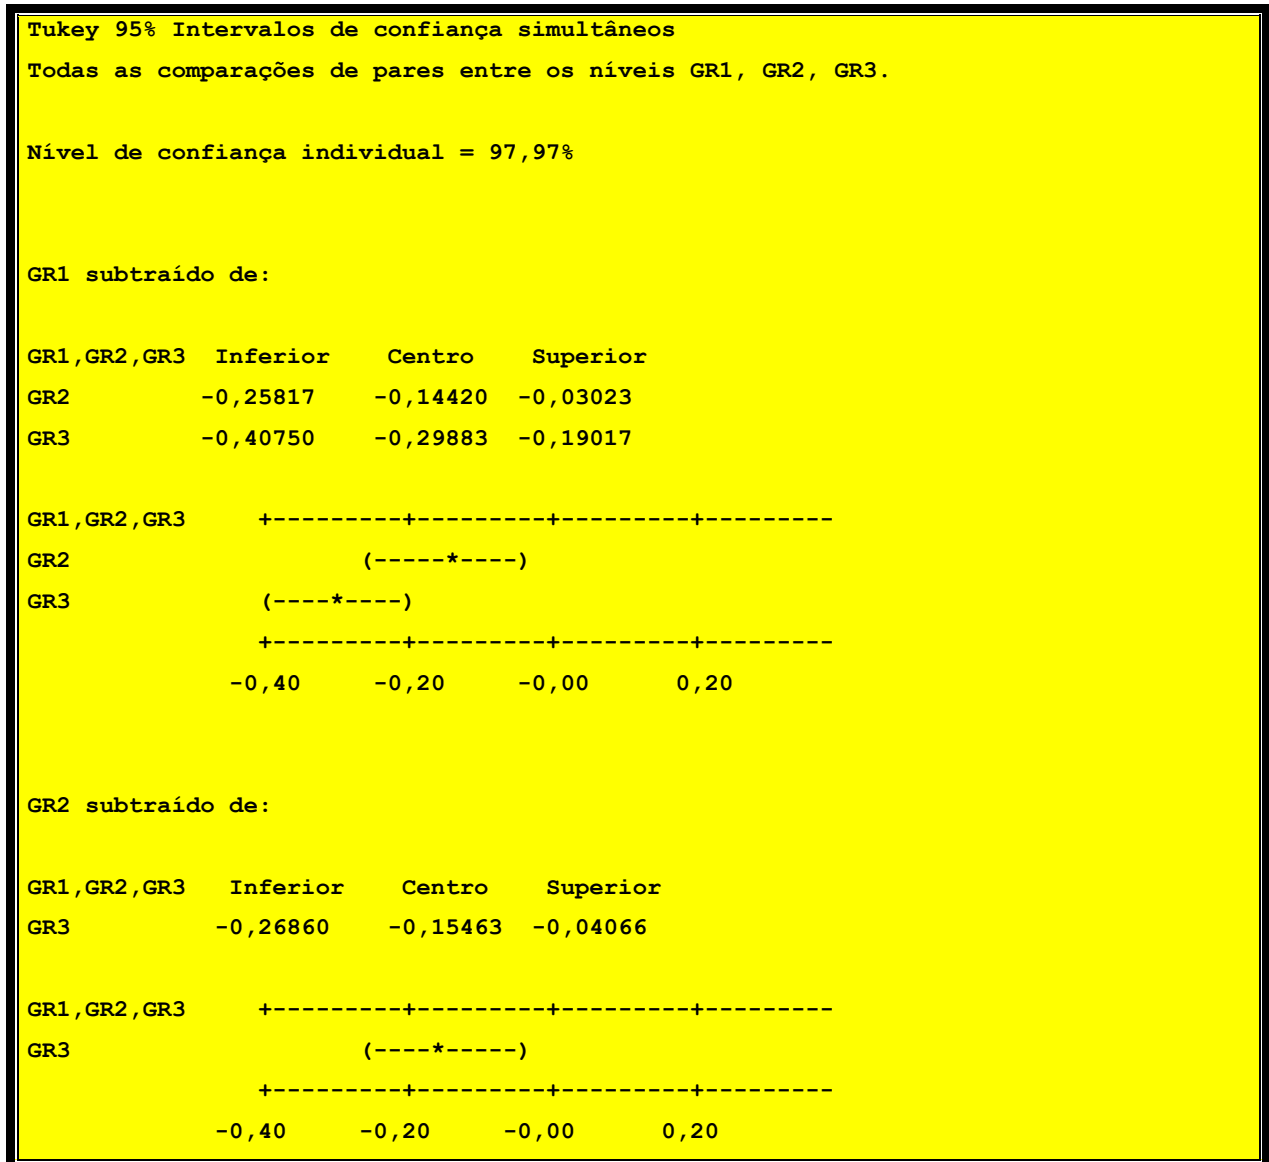 Tukey 95% Intervalos de confiança simultâneos
Todas as comparações de pares entre os níveis GR1, GR2, GR3.
Nível de confiança individual = 97,97%
GR1 subtraído de:
GR1,GR2,GR3  Inferior    Centro    Superior
GR2         -0,25817    -0,14420  -0,03023
GR3         -0,40750    -0,29883  -0,19017
GR1,GR2,GR3     +---------+---------+---------+---------
GR2                    (-----*----)
GR3             (----*----)
                +---------+---------+---------+---------
              -0,40     -0,20     -0,00      0,20
GR2 subtraído de:
GR1,GR2,GR3   Inferior    Centro    Superior
GR3          -0,26860    -0,15463  -0,04066
GR1,GR2,GR3     +---------+---------+---------+---------
GR3                    (----*-----)
                +---------+---------+---------+---------
             -0,40     -0,20     -0,00      0,20